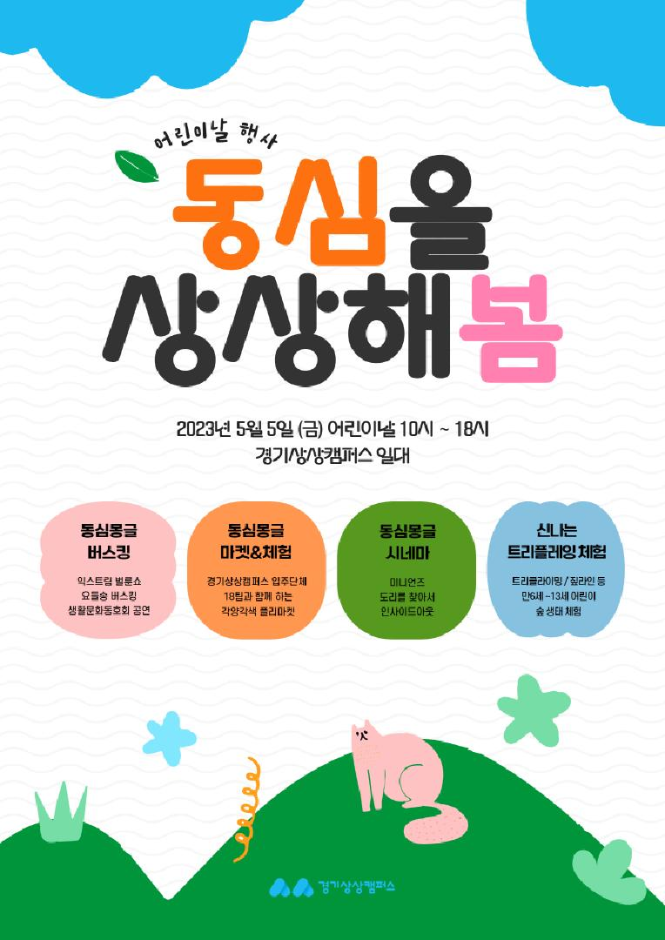 어린이날 행사
동심을
상상해봄
2023년 5월 5일 (금) 어린이날 10시 ~ 18시
경기상상캠퍼스 일대
동심몽글
버스킹
익스트림 벌룬쇼
요들송 버스킹
생활문화동호회 공연
동심몽글
마켓&체험
경기상상캠퍼스 입주단체
18팀과 함께 하는
각양각색 플리마켓
동심몽글
시네마
미니언즈
도리를 찾아서
인사이드아웃
신나는
트리플레잉 체험
트리클라이밍 / 짚라인 등
만6세 ~13세 어린이
숲 생태 체험
경기상상캠퍼스